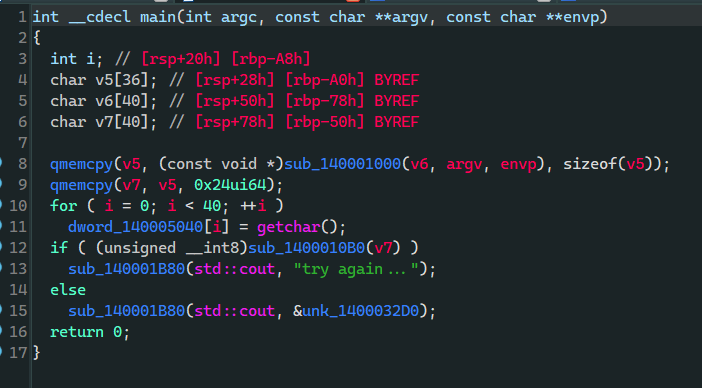 1 int __cdecl main(int argc, const char **argv, const char **envp)
2 {
3 int i; // [rsp+20h] [rbp-A8h]
4 char v5[36]; // [rsp+28h] [rbp-A0h] BYREF
5 char v6[40]; // [rsp+50h] [rbp-78h] BYREF
6 char v7[40]; // [rsp+78h] [rbp-50h] BYREF
7
8 qmemcpy(v5, (const void *)sub_140001000(v6, argv, envp), sizeof(v5));
9 qmemcpy(v7, v5, 0x24ui64);
10 for ( i = 0; i < 40; ++i )
11 dword_140005040[i] = getchar();
12 if ( (unsigned __int8)sub_1400010B0(v7) )
13 sub_140001B80(std::cout, "try again...");
14 else
15 sub_140001B80(std::cout, &unk_1400032D0);
16 return 0;
17 }